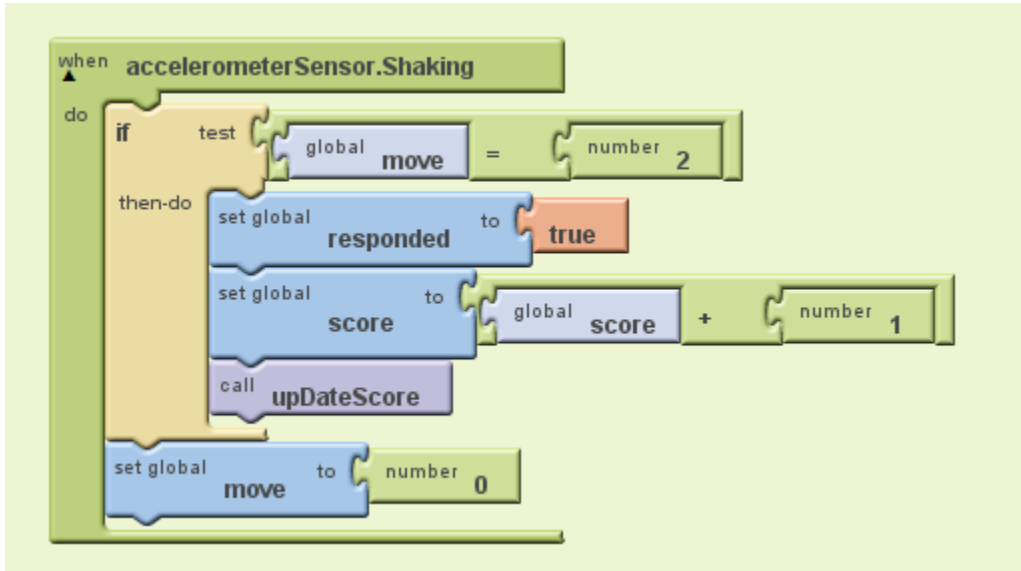 when accelerometerSensor.Shaking
do
if test global move = number 2
then-do
set global responded to true
set global score to global score + number 1
call upDateScore
set global move to number 0